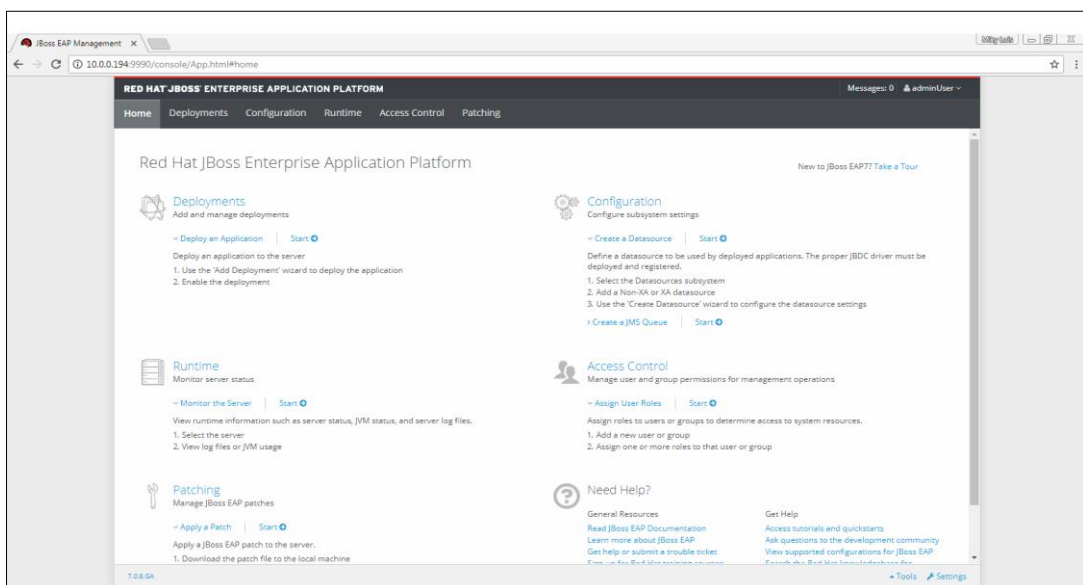 JBoss EAP Management
10.0.0.194:9990/console/App.html#home
RED HAT JBOSS ENTERPRISE APPLICATION PLATFORM
Messages: 0 adminUser
Home Deployments Configuration Runtime Access Control Patching
Red Hat JBoss Enterprise Application Platform
New to JBoss EAP7? Take a Tour
Deployments
Add and manage deployments
Deploy an Application Start
Deploy an application to the server
1. Use the 'Add Deployment' wizard to deploy the application
2. Enable the deployment
Configuration
Configure subsystem settings
Create a Datasource Start
Define a datasource to be used by deployed applications. The proper JBDC driver must be
deployed and registered.
1. Select the Datasources subsystem
2. Add a Non-XA or XA datasource
3. Use the 'Create Datasource' wizard to configure the datasource settings
Create a JMS Queue Start
Runtime
Monitor server status
Monitor the Server Start
View runtime information such as server status, JVM status, and server log files.
1. Select the server
2. View log files or JVM usage
Access Control
Manage user and group permissions for management operations
Assign User Roles Start
Assign roles to users or groups to determine access to system resources.
1. Add a new user or group
2. Assign one or more roles to that user or group
Patching
Manage JBoss EAP patches
Apply a Patch Start
Apply a JBoss EAP patch to the server.
1. Download the patch file to the local machine
Need Help?
General Resources
Read JBoss EAP Documentation
Learn more about JBoss EAP
Get help or submit a trouble ticket
Get Help
Access tutorials and quickstarts
Ask questions to the development community
View supported configurations for JBoss EAP
7.0.8.GA
Tools Settings